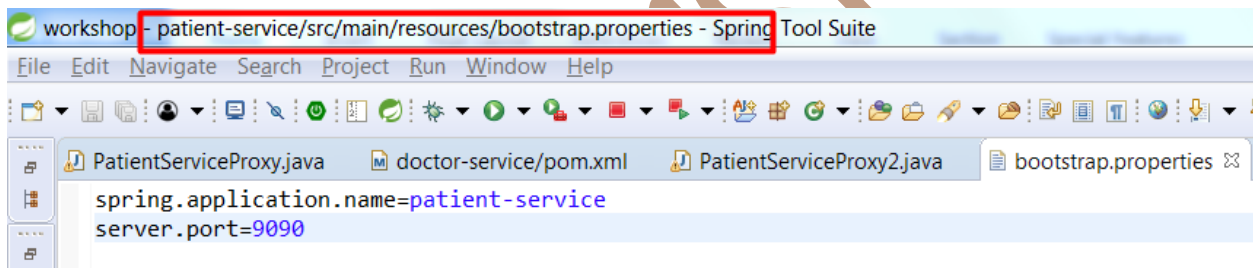 workshop - patient-service/src/main/resources/bootstrap.properties - Spring Tool Suite
File Edit Navigate Search Project Run Window Help
PatientServiceProxy.java doctor-service/pom.xml PatientServiceProxy2.java bootstrap.properties
spring.application.name=patient-service
server.port=9090